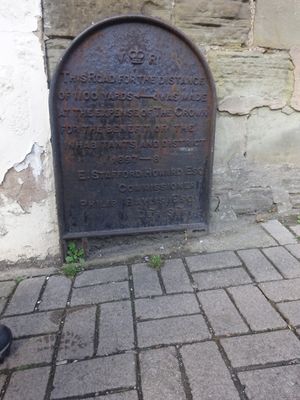 V R
THIS ROAD, FOR THE DISTANCE
OF 1100 YARDS WAS MADE
AT THE EXPENSE OF THE CROWN
FOR THE BENEFIT OF THE
INHABITANTS AND DISTRICT
1897-8
E. STAFFORD HOWARD ESQ
COMMISSIONER
PHILIP BAYLIS ESQ